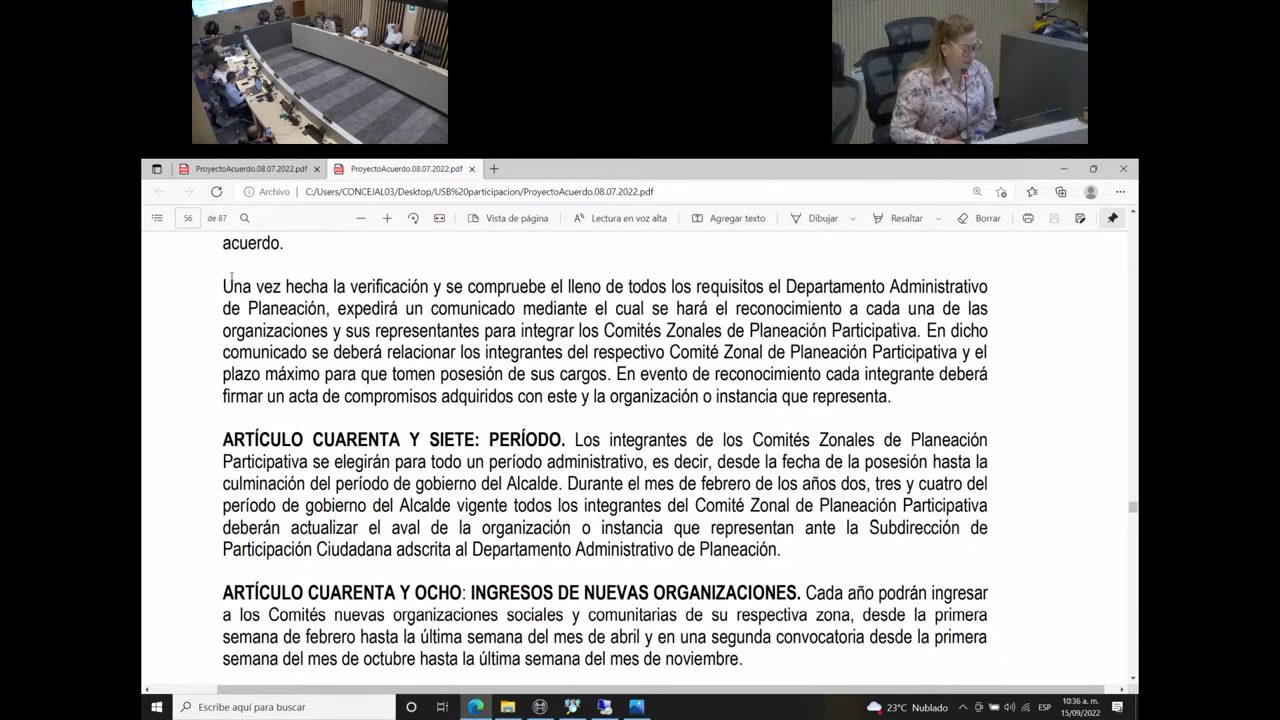 ProyectoAcuerdo.08.07.2022.pdf
ProyectoAcuerdo.08.07.2022.pdf
Archivo C:/Users/CONCEJAL03/Desktop/USB%20participacion/ProyectoAcuerdo.08.07.2022.pdf
56 de 87 Vista de página Lectura en voz alta Agregar texto Dibujar Resaltar Borrar
acuerdo.
Una vez hecha la verificación y se compruebe el lleno de todos los requisitos el Departamento Administrativo
de Planeación, expedirá un comunicado mediante el cual se hará el reconocimiento a cada una de las
organizaciones y sus representantes para integrar los Comités Zonales de Planeación Participativa. En dicho
comunicado se deberá relacionar los integrantes del respectivo Comité Zonal de Planeación Participativa y el
plazo máximo para que tomen posesión de sus cargos. En evento de reconocimiento cada integrante deberá
firmar un acta de compromisos adquiridos con este y la organización o instancia que representa.
ARTÍCULO CUARENTA Y SIETE: PERÍODO. Los integrantes de los Comités Zonales de Planeación
Participativa se elegirán para todo un período administrativo, es decir, desde la fecha de la posesión hasta la
culminación del período de gobierno del Alcalde. Durante el mes de febrero de los años dos, tres y cuatro del
período de gobierno del Alcalde vigente todos los integrantes del Comité Zonal de Planeación Participativa
deberán actualizar el aval de la organización o instancia que representan ante la Subdirección de
Participación Ciudadana adscrita al Departamento Administrativo de Planeación.
ARTÍCULO CUARENTA Y OCHO: INGRESOS DE NUEVAS ORGANIZACIONES. Cada año podrán ingresar
a los Comités nuevas organizaciones sociales y comunitarias de su respectiva zona, desde la primera
semana de febrero hasta la última semana del mes de abril y en una segunda convocatoria desde la primera
semana del mes de octubre hasta la última semana del mes de noviembre.
Escribe aquí para buscar
23°C Nublado
ESP
10:36 a. m.
15/09/2022